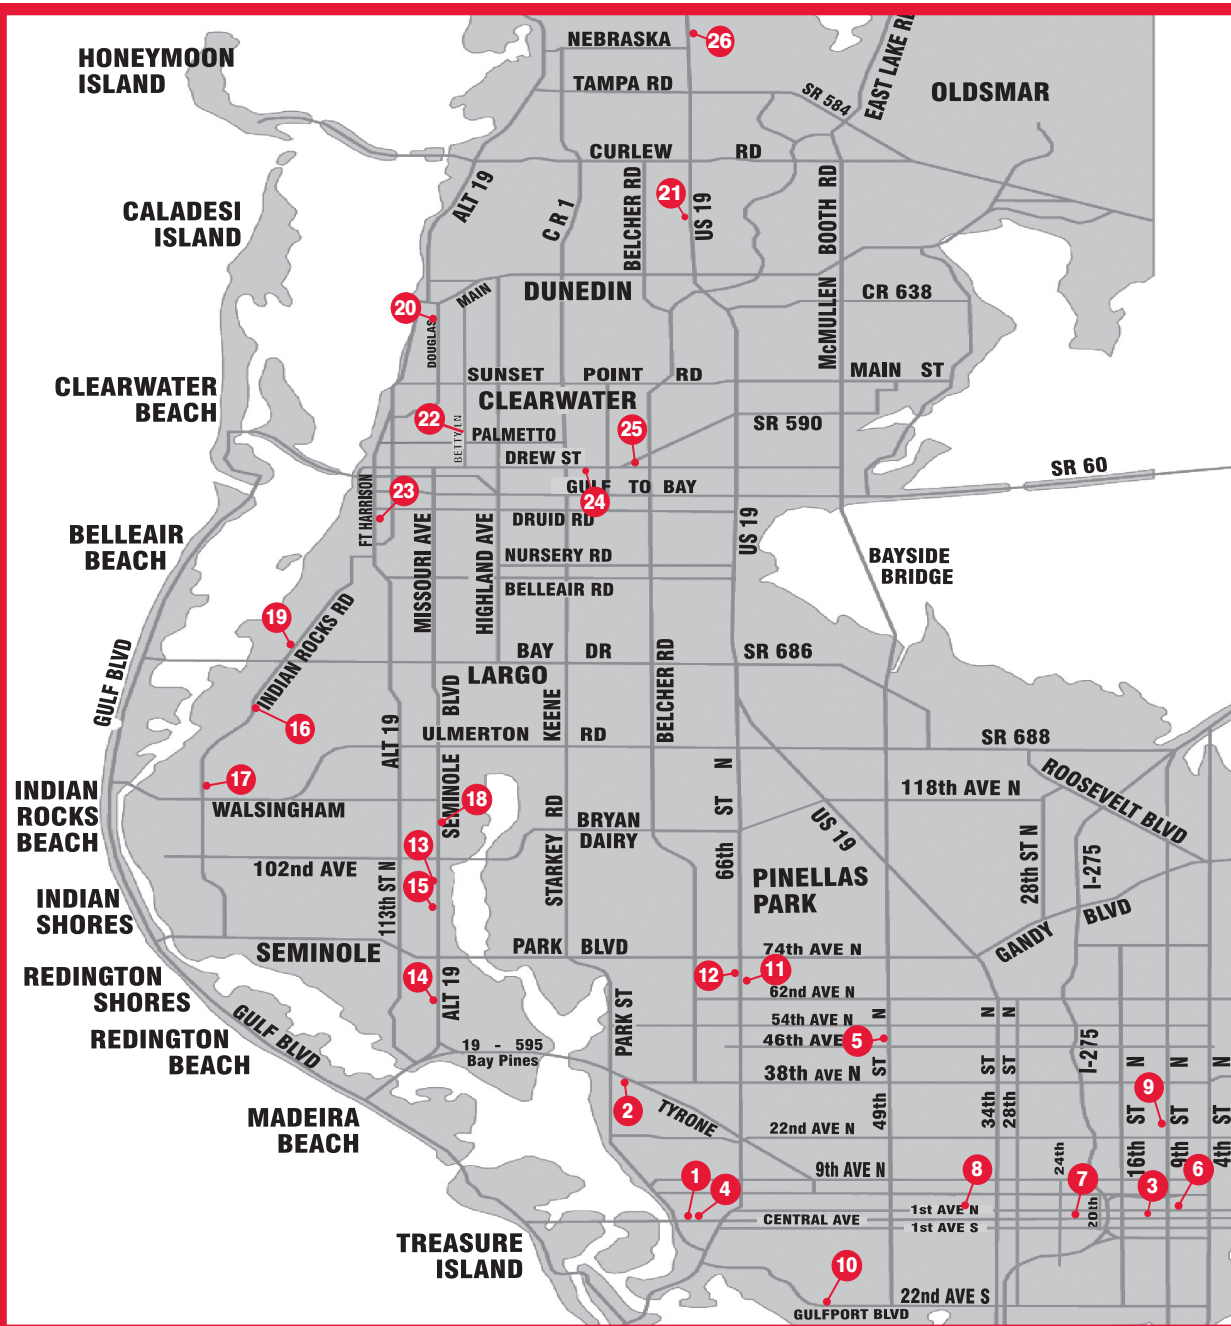 NEBRASKA
26
HONEYMOON
ISLAND
TAMPA RD
SR 584
EAST LAKE RD
OLDSMAR
CURLEW RD
ALT 19
C R 1
BELCHER RD
21
US 19
McMULLEN BOOTH RD
CALADESI
ISLAND
MAIN
DUNEDIN
CR 638
20
DOUGLAS
SUNSET POINT RD
MAIN ST
CLEARWATER
BEACH
CLEARWATER
22
BETTY LN
PALMETTO
25
SR 590
DREW ST
SR 60
23
FT HARRISON
GULF TO BAY
24
DRUID RD
US 19
BELLEAIR
BEACH
MISSOURI AVE
HIGHLAND AVE
NURSERY RD
BAYSIDE
BRIDGE
BELLEAIR RD
19
INDIAN ROCKS RD
GULF BLVD
BAY DR
SR 686
LARGO
BELCHER RD
16
ALT 19
SEMINOLE BLVD
ULMERTON RD
KEENE
SR 688
17
66th ST N
118th AVE N
ROOSEVELT BLVD
INDIAN
ROCKS
BEACH
WALSINGHAM
18
STARKEY RD
BRYAN
DAIRY
US 19
13
102nd AVE
15
113th ST N
PINELLAS
PARK
28th ST N
I-275
INDIAN
SHORES
GANDY BLVD
SEMINOLE
PARK BLVD
74th AVE N
REDINGTON
SHORES
14
ALT 19
12
11
62nd AVE N
GULF BLVD
PARK ST
54th AVE N
REDINGTON
BEACH
19 - 595
Bay Pines
46th AVE
5
38th AVE N
49th ST N
34th ST N
28th ST N
I-275
16th ST N
9th ST N
4th ST N
9
2
TYRONE
MADEIRA
BEACH
22nd AVE N
24th
1
4
9th AVE N
8
7
3
6
20th
1st AVE N
CENTRAL AVE
1st AVE S
TREASURE
ISLAND
10
22nd AVE S
GULFPORT BLVD